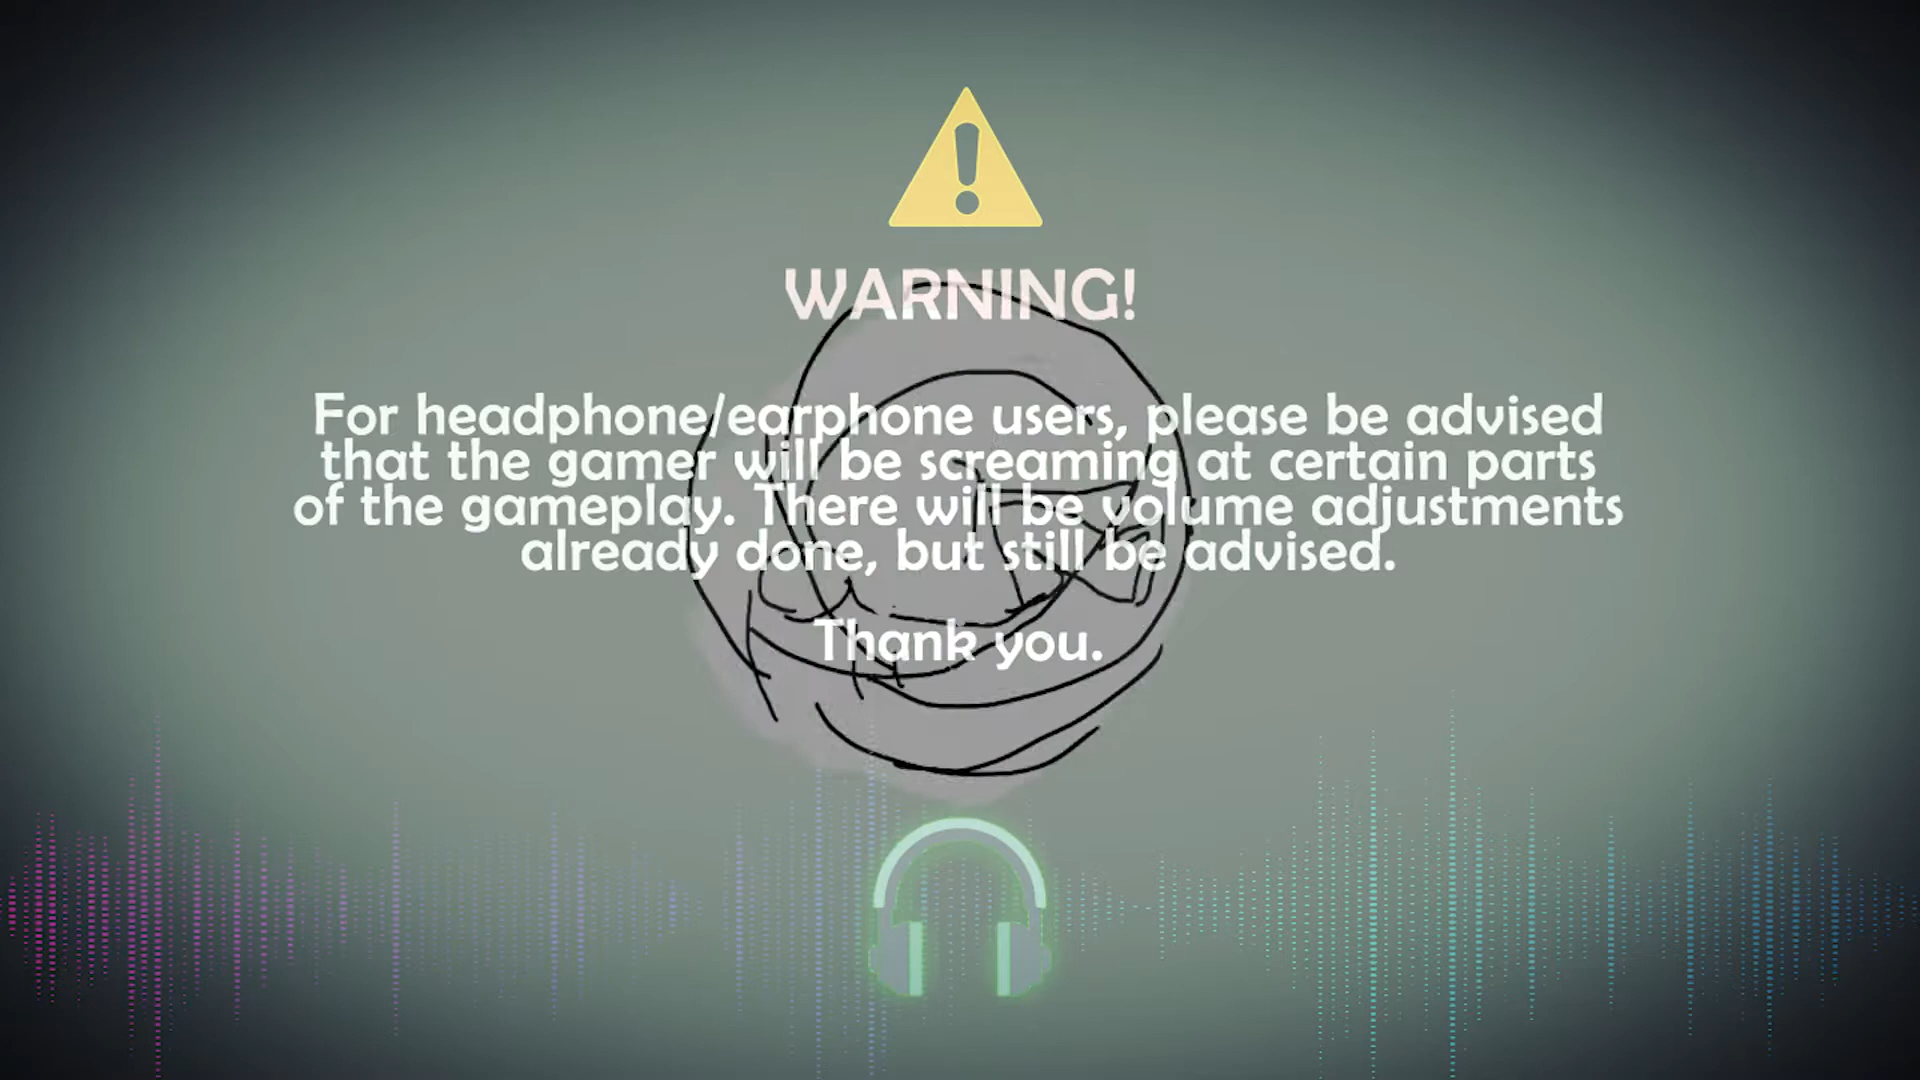 WARNING!
For headphone/earphone users, please be advised
that the gamer will be screaming at certain parts
of the gameplay. There will be volume adjustments
already done, but still be advised.
Thank you.